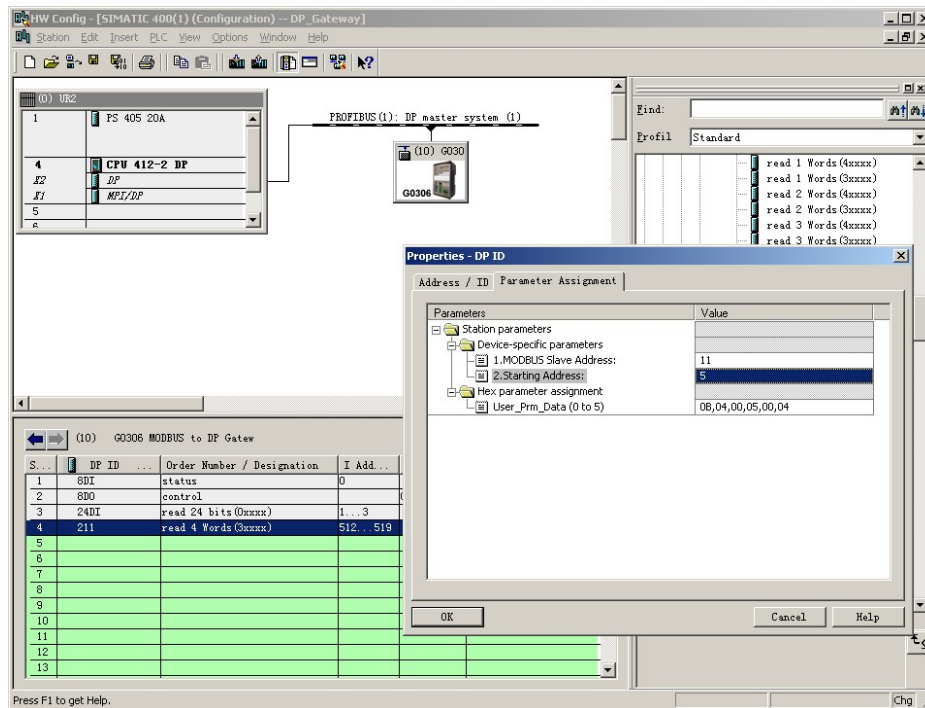 HW Config - [SIMATIC 400(1) (Configuration) -- DP_Gateway]
Station Edit Insert PLC View Options Window Help
(0) UR2
1 PS 405 20A
4 CPU 412-2 DP
X2 DP
X1 MPI/DP
5
6
PROFIBUS(1): DP master system (1)
(10) G030
G0306
Find:
Profil Standard
read 1 Words(4xxxx)
read 1 Words(3xxxx)
read 2 Words(4xxxx)
read 2 Words(3xxxx)
read 3 Words(4xxxx)
read 3 Words(3xxxx)
Properties - DP ID
Address / ID Parameter Assignment
Parameters Value
Station parameters
Device-specific parameters
1.MODBUS Slave Address: 11
2.Starting Address: 5
Hex parameter assignment
User_Prm_Data (0 to 5) 0B,04,00,05,00,04
OK Cancel Help
(10) G0306 MODBUS to DP Gatew
S... DP ID ... Order Number / Designation I Add...
1 8DI status 0
2 8DO control
3 24DI read 24 bits(0xxxx) 1...3
4 211 read 4 Words(3xxxx) 512...519
5
6
7
8
9
10
11
12
13
Press F1 to get Help.
Chg